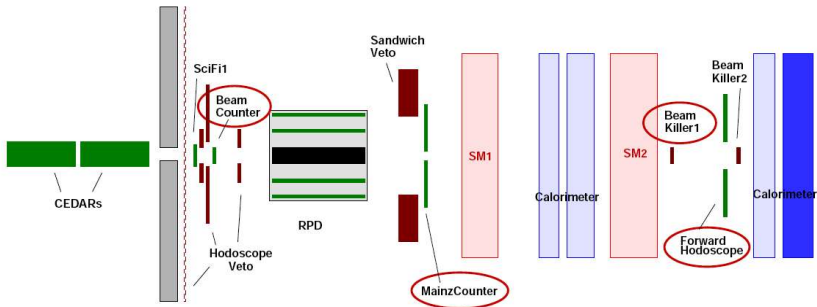 Sandwich
Veto
SciFi1
Beam
Counter
Beam
Killer2
Beam
Killer1
SM1
SM2
CEDARs
Calorimeter
Calorimeter
RPD
Hodoscope
Veto
Forward
Hodoscope
MainzCounter